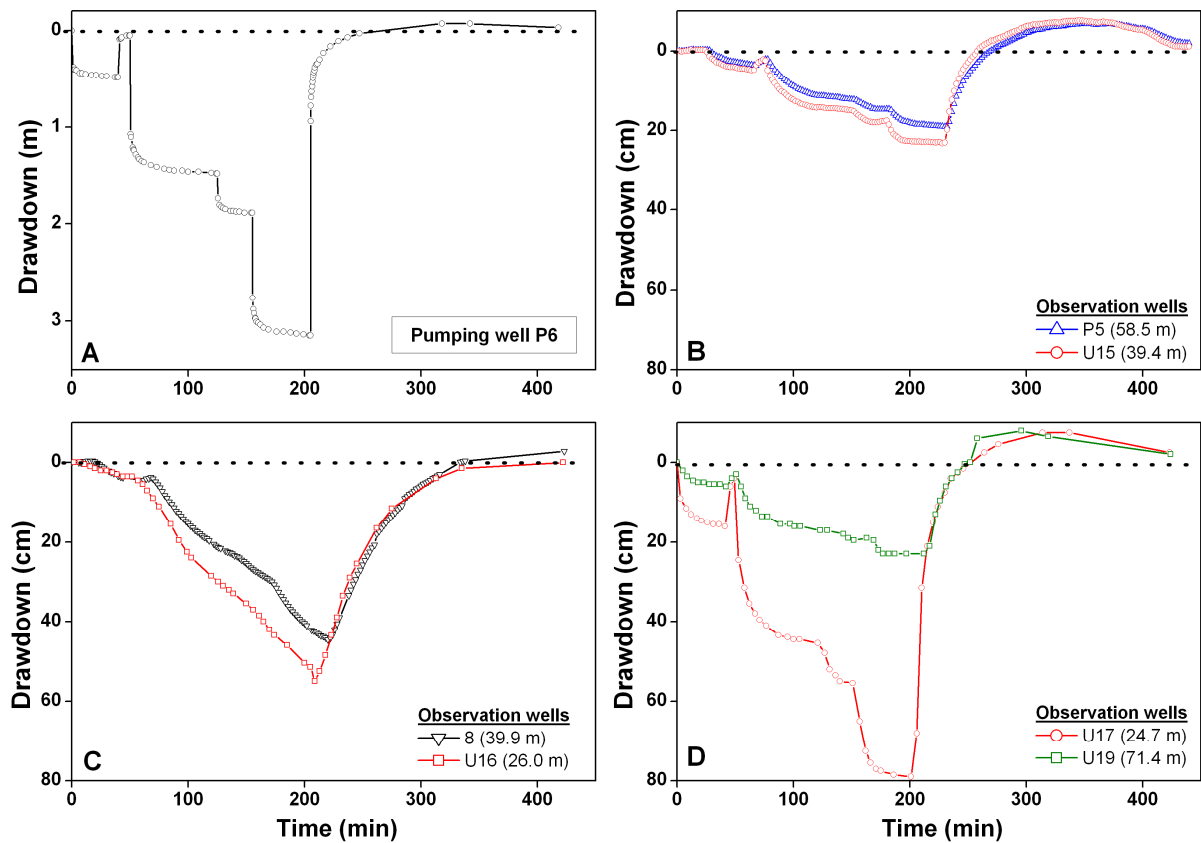 0
1
2
3
0
100
200
300
400
Drawdown (m)
A
Pumping well P6
0
20
40
60
80
0
100
200
300
400
Drawdown (cm)
B
Observation wells
P5 (58.5 m)
U15 (39.4 m)
0
20
40
60
80
0
100
200
300
400
Drawdown (cm)
Time (min)
C
Observation wells
8 (39.9 m)
U16 (26.0 m)
0
20
40
60
80
0
100
200
300
400
Drawdown (cm)
Time (min)
D
Observation wells
U17 (24.7 m)
U19 (71.4 m)